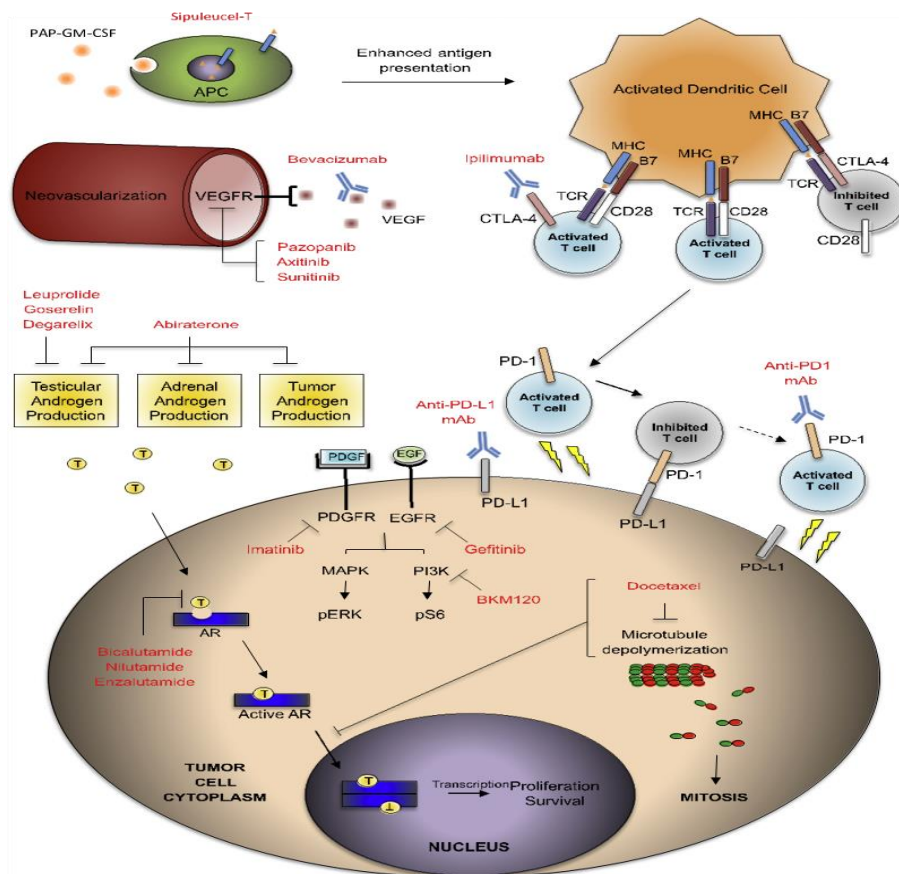 Sipuleucel-T
PAP-GM-CSF
APC
Enhanced antigen
presentation
Activated Dendritic Cell
MHC B7
CTLA-4
TCR
Inhibited
T cell
CD28
MHC
B7
TCR
CD28
Activated
T cell
MHC
B7
TCR
CD28
Activated
T cell
Ipilimumab
CTLA-4
Neovascularization
VEGFR
Bevacizumab
VEGF
Pazopanib
Axitinib
Sunitinib
Leuprolide
Goserelin
Degarelix
Abiraterone
Testicular
Androgen
Production
Adrenal
Androgen
Production
Tumor
Androgen
Production
T
T
T
T
PD-1
Activated
T cell
Anti-PD-L1
mAb
PD-L1
Inhibited
T cell
PD-1
PD-L1
Anti-PD1
mAb
PD-1
Activated
T cell
PD-L1
PDGF
EGF
PDGFR
EGFR
Imatinib
Gefitinib
MAPK
PI3K
BKM120
pERK
pS6
T
AR
Bicalutamide
Nilutamide
Enzalutamide
T
Active AR
Docetaxel
Microtubule
depolymerization
MITOSIS
TUMOR
CELL
CYTOPLASM
T
T
Transcription
Proliferation
Survival
NUCLEUS